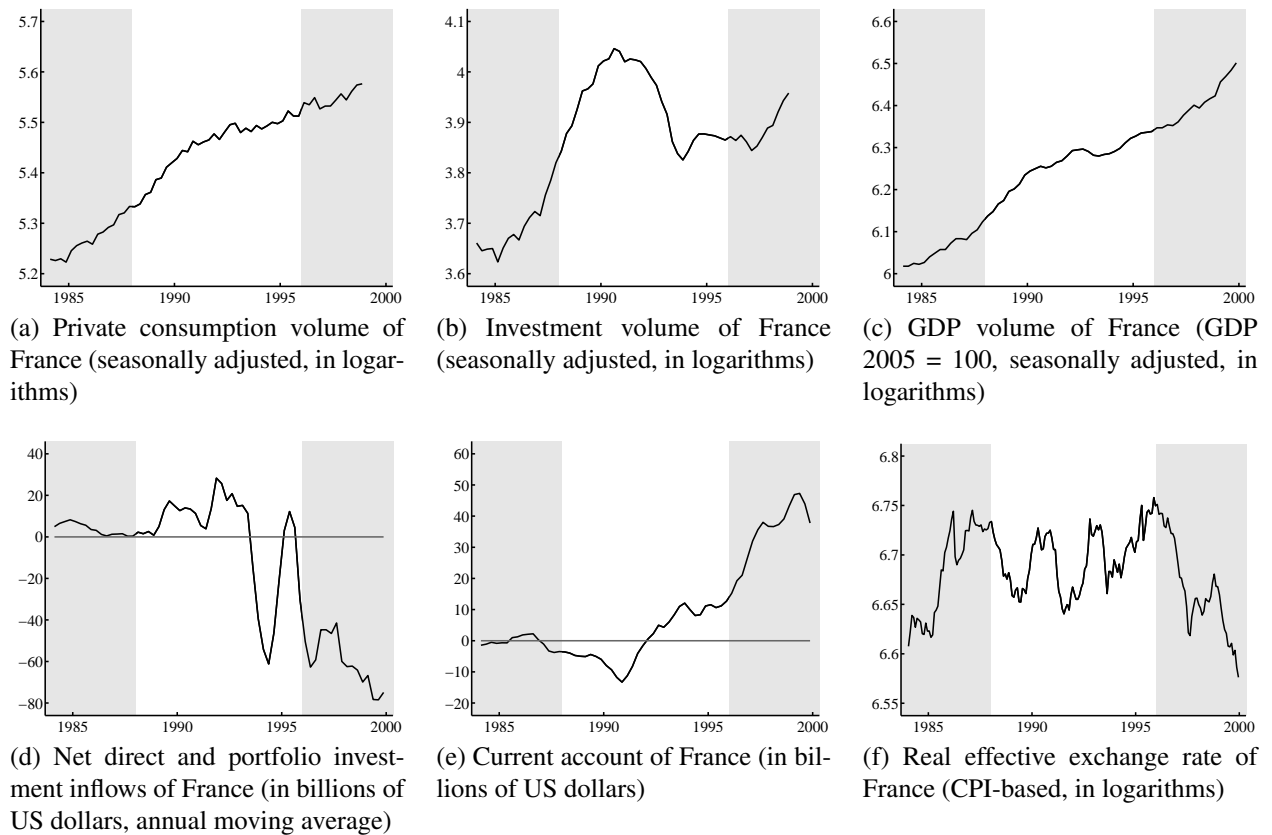 5.7
5.6
5.5
5.4
5.3
5.2
1985 1990 1995 2000
(a) Private consumption volume of
France (seasonally adjusted, in logar-
ithms)
4.1
4
3.9
3.8
3.7
3.6
1985 1990 1995 2000
(b) Investment volume of France
(seasonally adjusted, in logarithms)
6.6
6.5
6.4
6.3
6.2
6.1
6
1985 1990 1995 2000
(c) GDP volume of France (GDP
2005 = 100, seasonally adjusted, in
logarithms)
40
20
0
−20
−40
−60
−80
1985 1990 1995 2000
(d) Net direct and portfolio invest-
ment inflows of France (in billions of
US dollars, annual moving average)
60
50
40
30
20
10
0
−10
−20
1985 1990 1995 2000
(e) Current account of France (in bil-
lions of US dollars)
6.8
6.75
6.7
6.65
6.6
6.55
1985 1990 1995 2000
(f) Real effective exchange rate of
France (CPI-based, in logarithms)